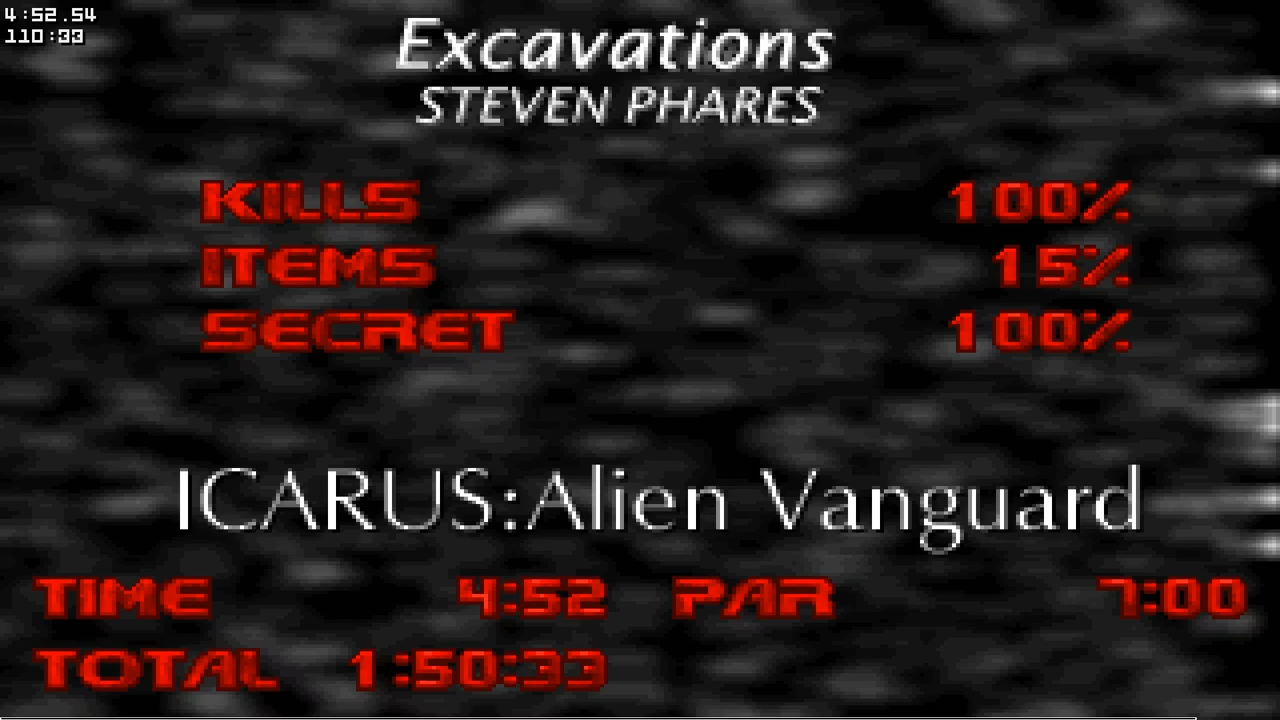 4:52.54
110:33
Excavations
STEVEN PHARES
KILLS 100%
ITEMS 15%
SECRET 100%
ICARUS:Alien Vanguard
TIME 4:52 PAR 7:00
TOTAL 1:50:33